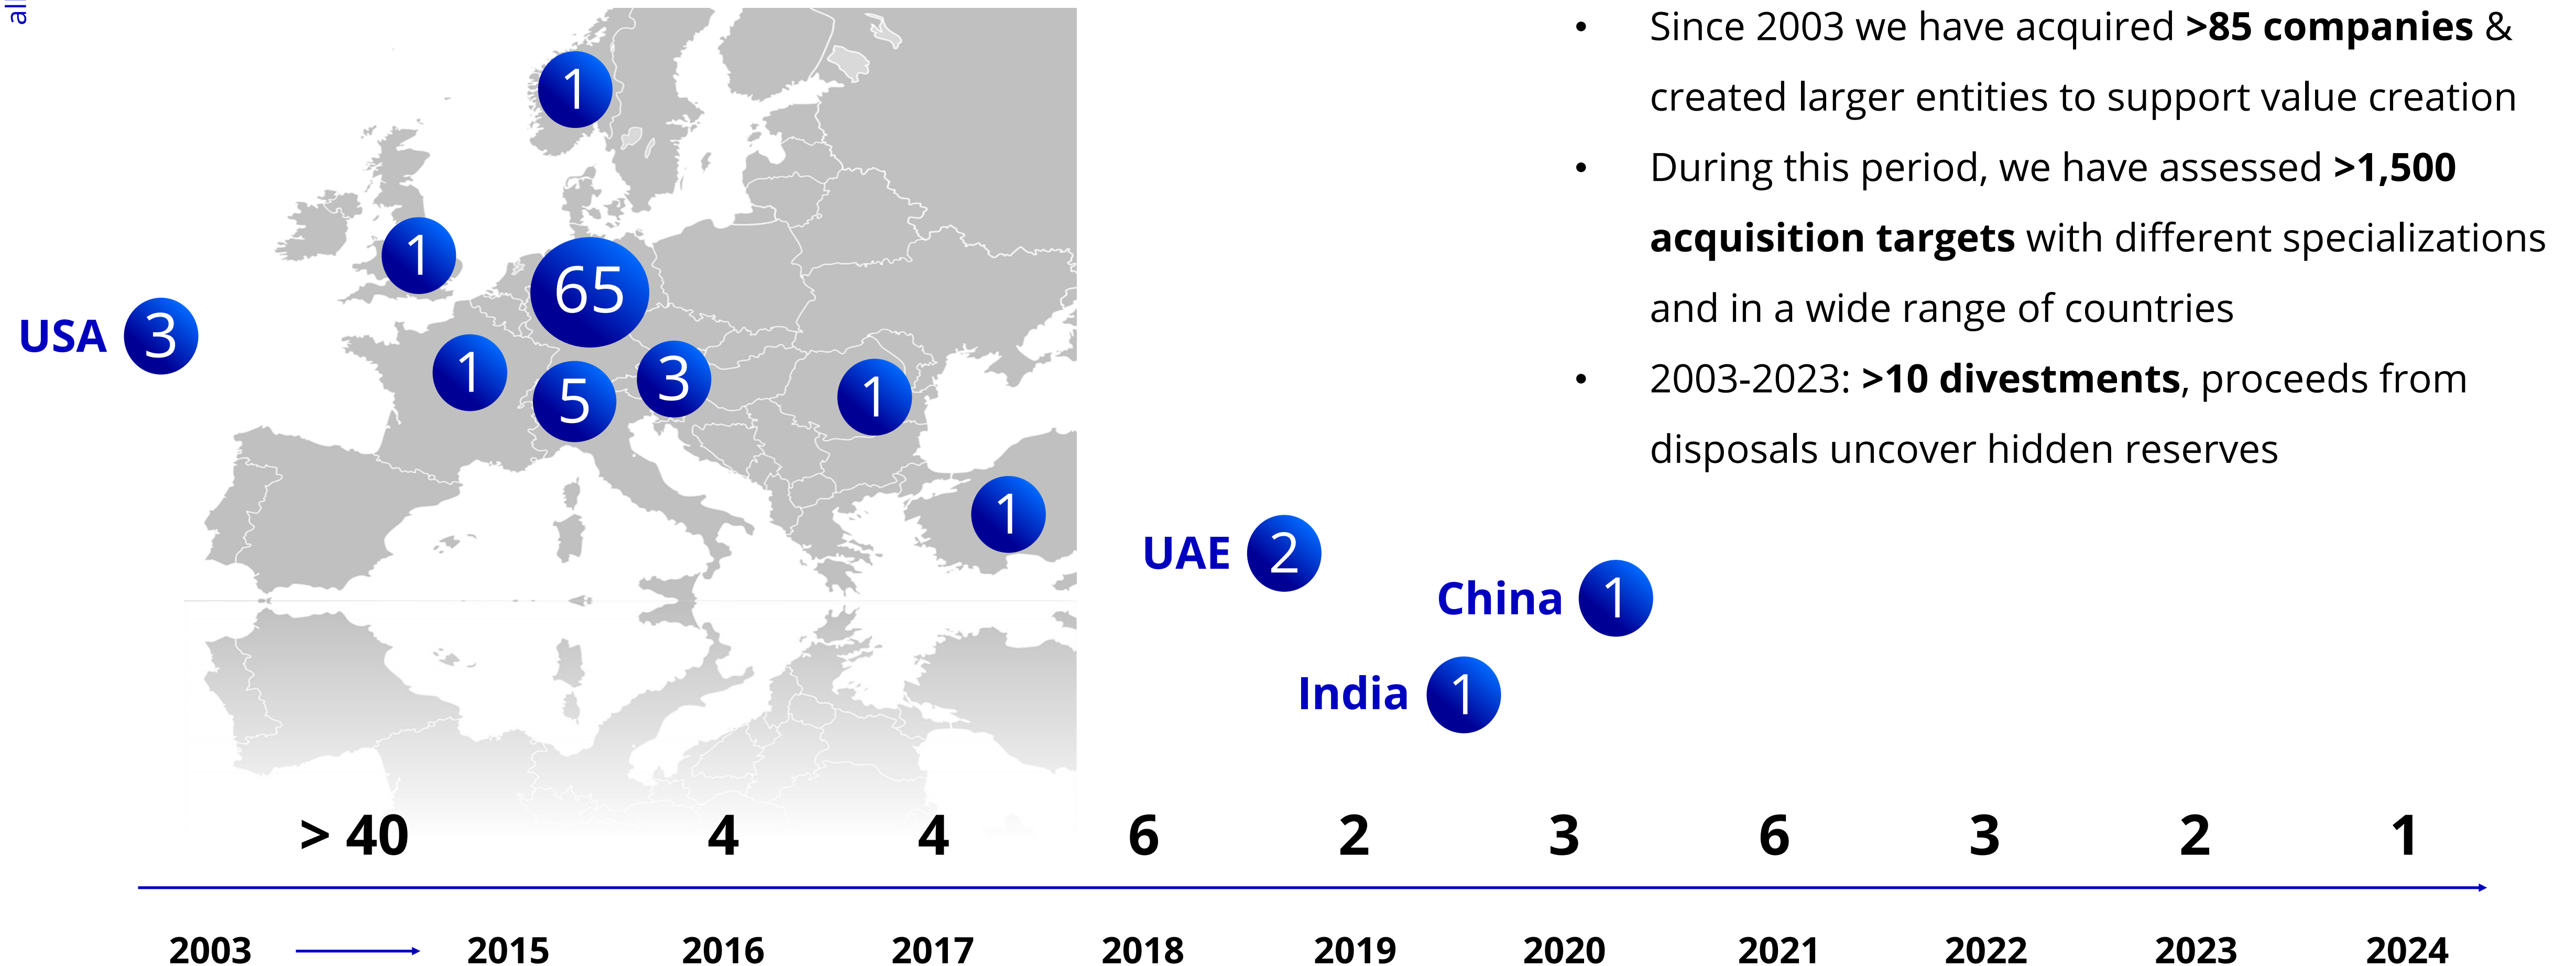 all
• Since 2003 we have acquired >85 companies &
created larger entities to support value creation
• During this period, we have assessed >1,500
acquisition targets with different specializations
and in a wide range of countries
• 2003-2023: >10 divestments, proceeds from
disposals uncover hidden reserves
1
1
65
USA 3
1
5
3
1
1
UAE 2
China 1
India 1
> 40 4 4 6 2 3 6 3 2 1
2003 2015 2016 2017 2018 2019 2020 2021 2022 2023 2024